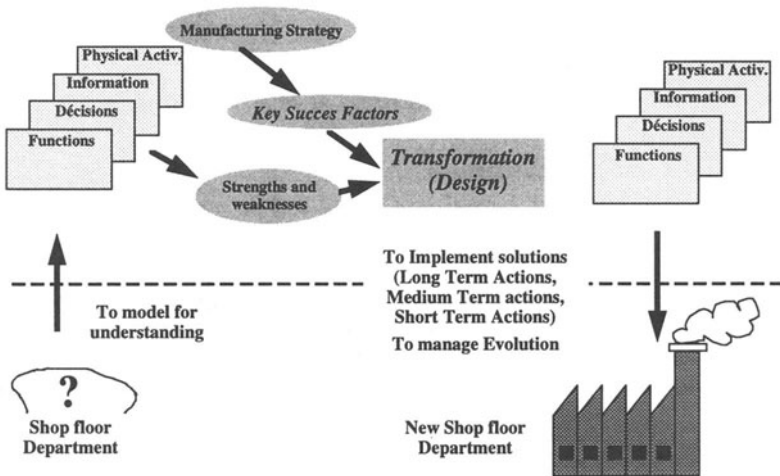 Manufacturing Strategy
Physical Activ.
Information
Décisions
Functions
Key Succes Factors
Strengths and
weaknesses
Transformation
(Design)
Physical Activ.
Information
Décisions
Functions
To model for
understanding
To Implement solutions
(Long Term Actions,
Medium Term actions,
Short Term Actions)
To manage Evolution
?
Shop floor
Department
New Shop floor
Department